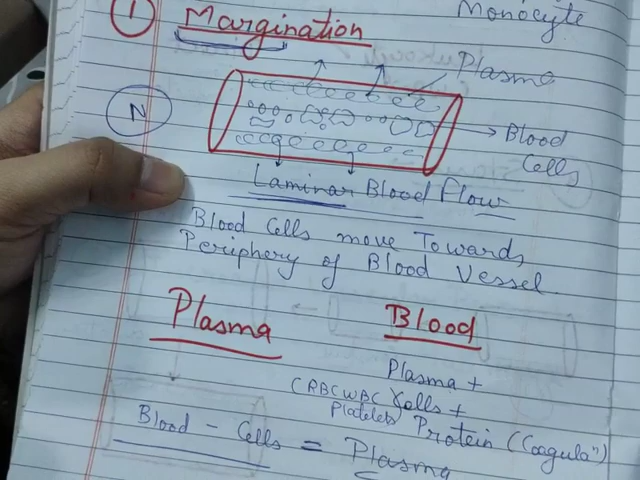 Monocyte
① Margination
Plasma
N
Blood
Cells
Laminar Blood Flow
Blood Cells move Towards
Periphery of Blood Vessel
Plasma
Blood
Plasma +
(RBC WBC Cells +
Platelets Protein (Coagulaⁿ)
Blood - Cells = Plasma